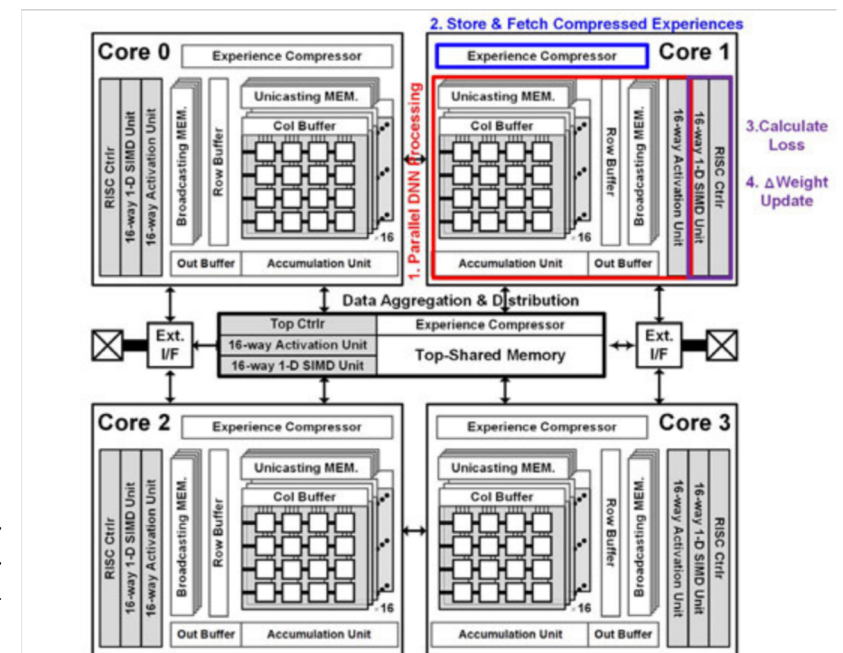 2. Store & Fetch Compressed Experiences
Core 0
Experience Compressor
RISC Ctrlr
16-way 1-D SIMD Unit
16-way Activation Unit
Broadcasting MEM.
Row Buffer
Unicasting MEM.
Col Buffer
16
Out Buffer
Accumulation Unit
1. Parallel DNN Processing
Experience Compressor
Core 1
Unicasting MEM.
Col Buffer
16
Row Buffer
Broadcasting MEM.
16-way Activation Unit
16-way 1-D SIMD Unit
RISC Ctrlr
Accumulation Unit
Out Buffer
3.Calculate
Loss
4. ΔWeight
Update
Data Aggregation & Distribution
Ext.
I/F
Top Ctrlr
16-way Activation Unit
16-way 1-D SIMD Unit
Experience Compressor
Top-Shared Memory
Ext.
I/F
Core 2
Experience Compressor
RISC Ctrlr
16-way 1-D SIMD Unit
16-way Activation Unit
Broadcasting MEM.
Row Buffer
Unicasting MEM.
Col Buffer
16
Out Buffer
Accumulation Unit
Experience Compressor
Core 3
Unicasting MEM.
Col Buffer
16
Row Buffer
Broadcasting MEM.
16-way Activation Unit
16-way 1-D SIMD Unit
RISC Ctrlr
Accumulation Unit
Out Buffer